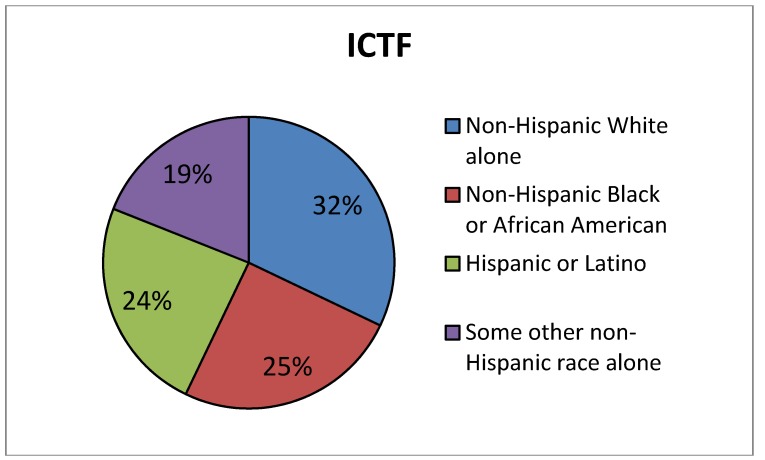 ICTF
32%
25%
24%
19%
Non-Hispanic White
alone
Non-Hispanic Black
or African American
Hispanic or Latino
Some other non-
Hispanic race alone